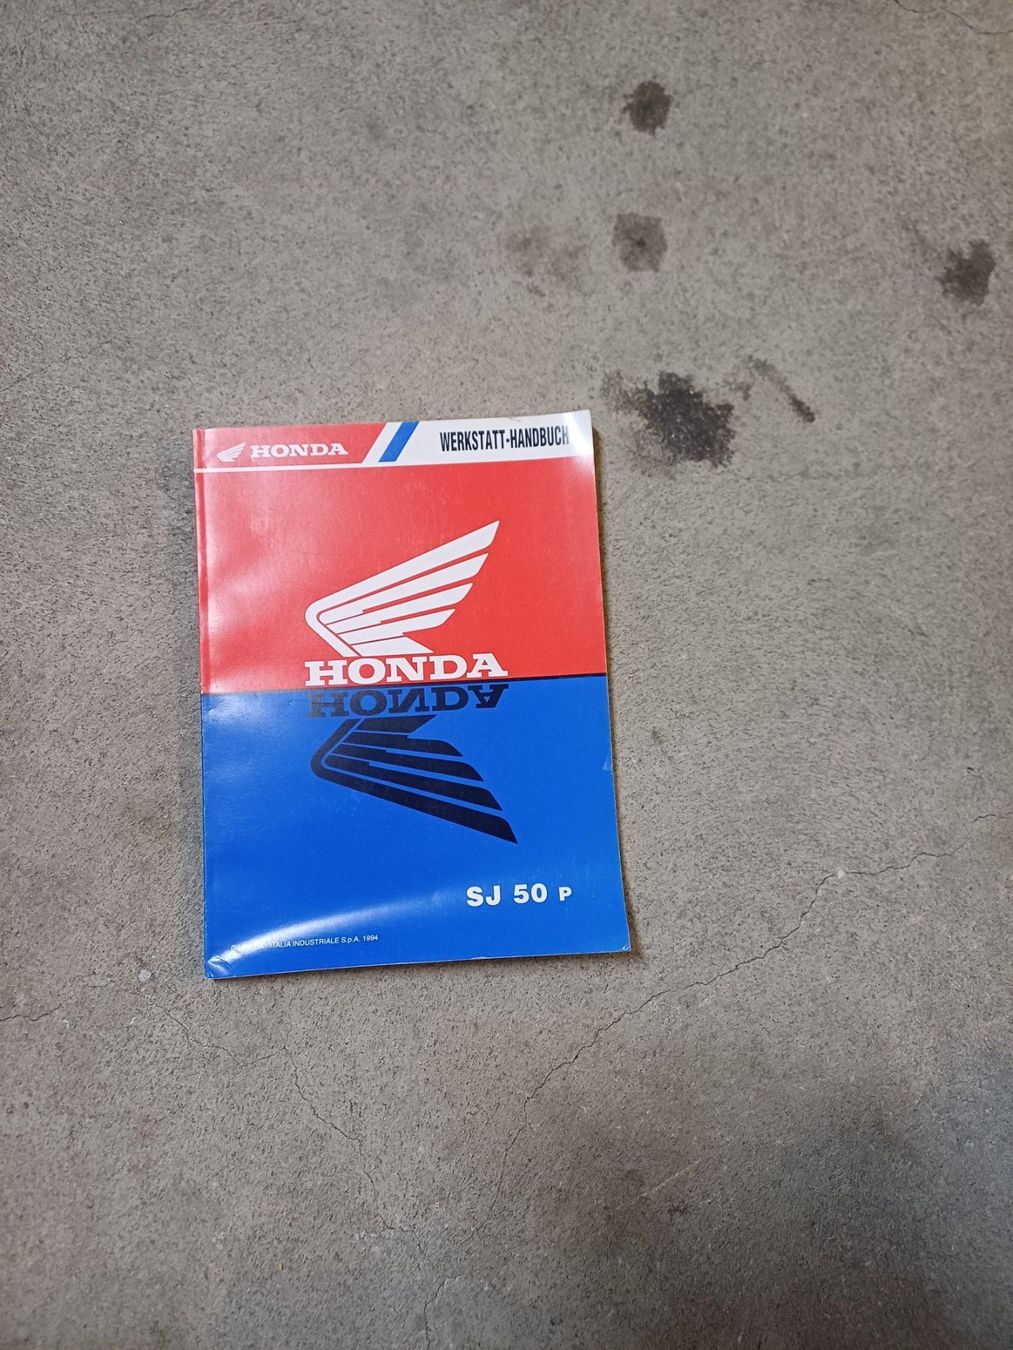 HONDA
WERKSTATT-HANDBUCH
HONDA
HONDA
SJ 50 P
ITALIA INDUSTRIALE S.p.A. 1994